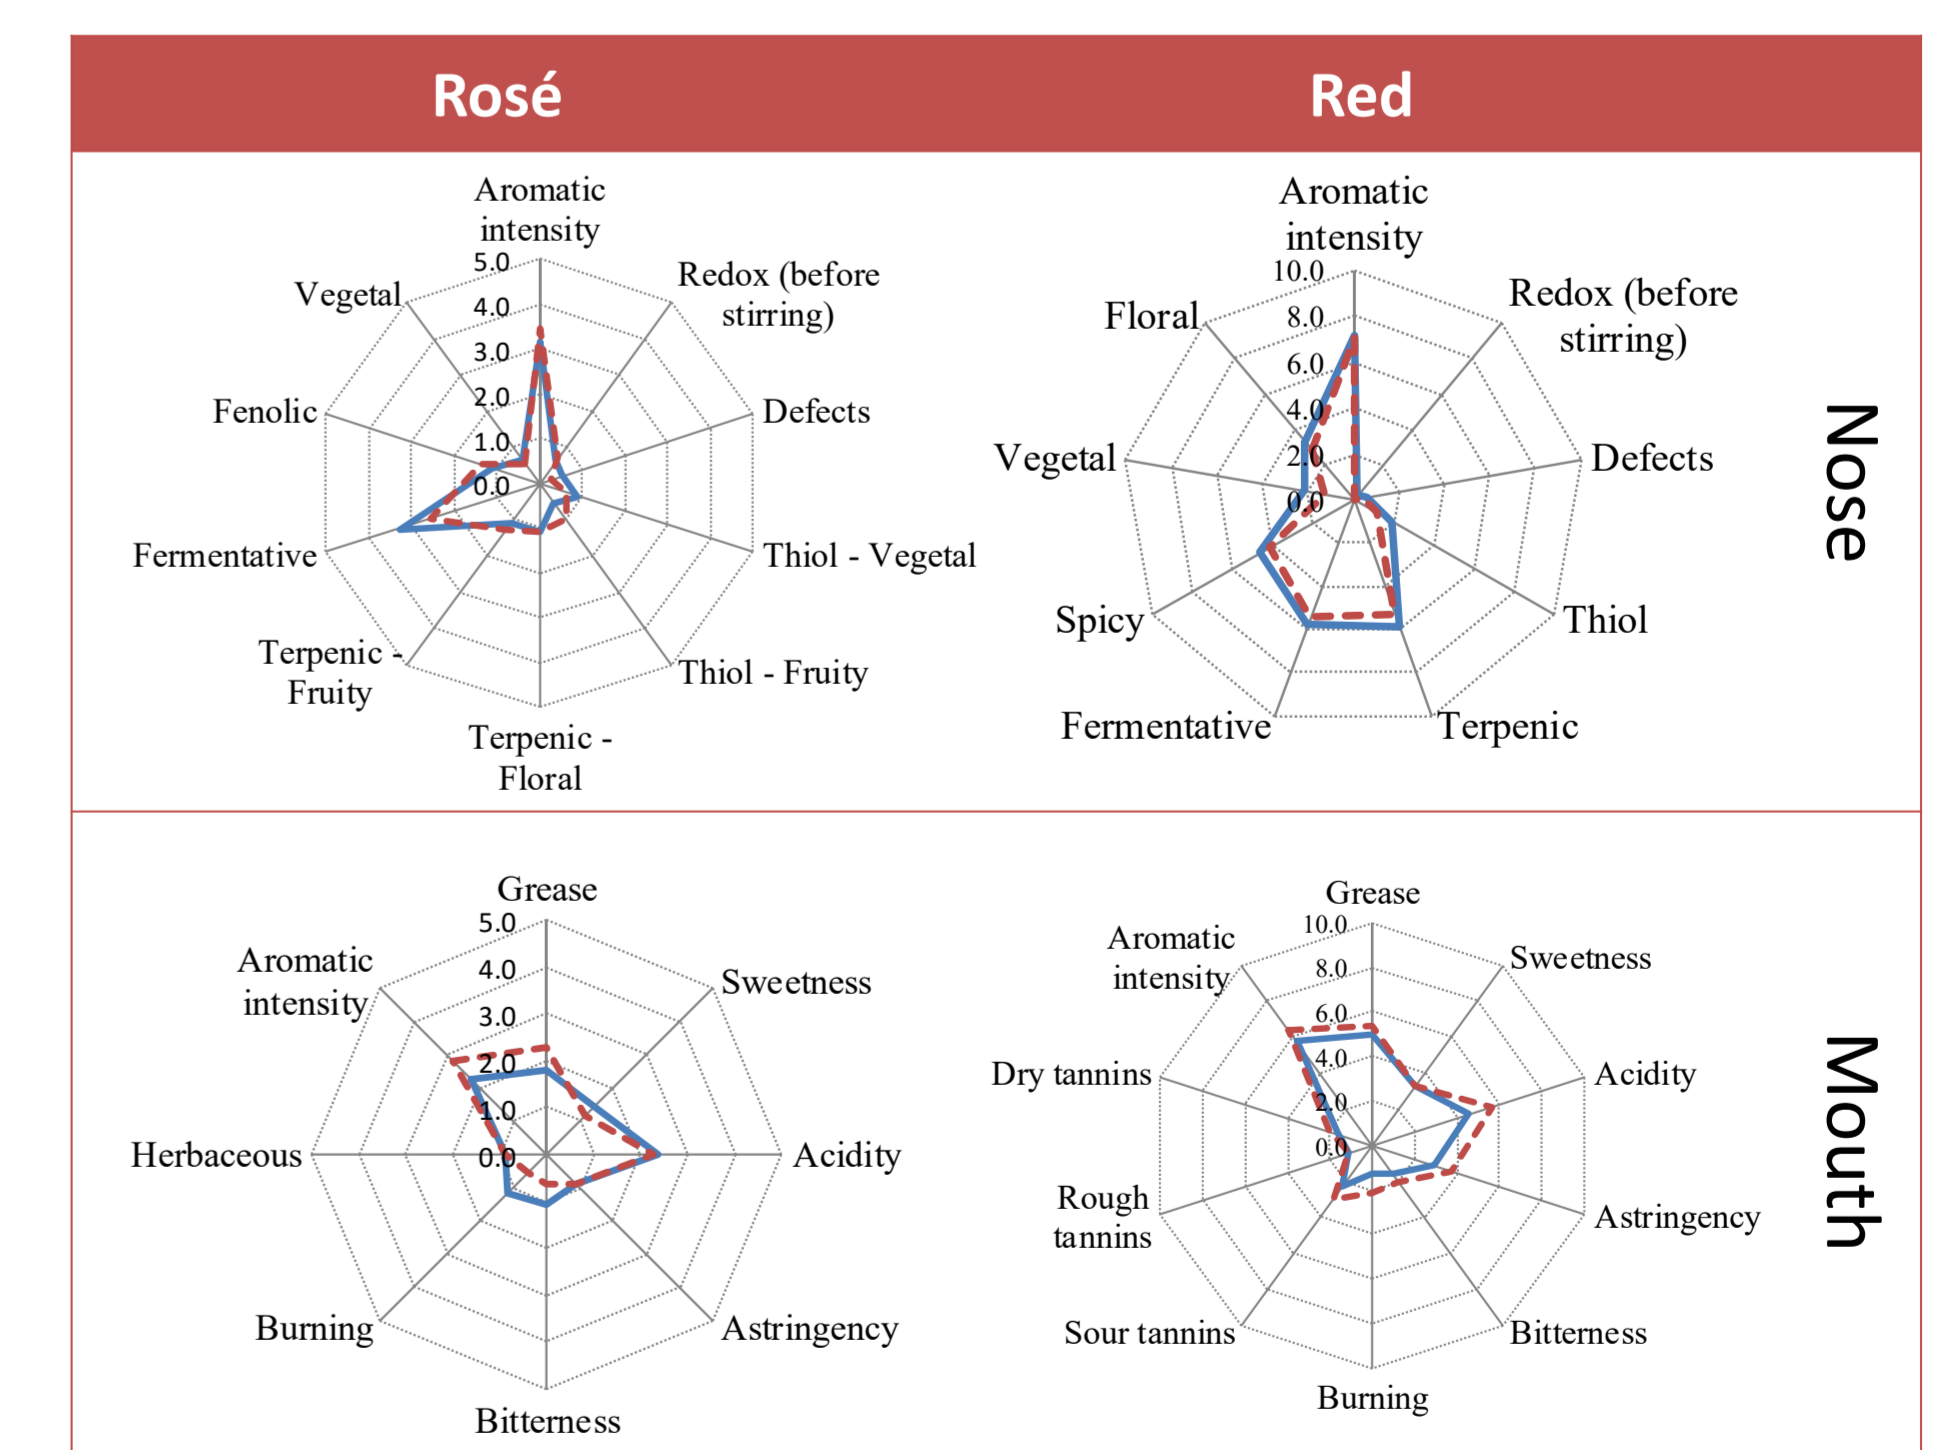 Rosé
Red
Aromatic
intensity
5.0
4.0
3.0
2.0
1.0
0.0
Redox (before
stirring)
Defects
Thiol - Vegetal
Thiol - Fruity
Terpenic -
Floral
Terpenic -
Fruity
Fermentative
Fenolic
Vegetal
Aromatic
intensity
10.0
8.0
6.0
4.0
2.0
0.0
Redox (before
stirring)
Defects
Thiol
Terpenic
Fermentative
Spicy
Vegetal
Floral
Nose
Grease
5.0
4.0
3.0
2.0
1.0
0.0
Sweetness
Acidity
Astringency
Bitterness
Burning
Herbaceous
Aromatic
intensity
Grease
10.0
8.0
6.0
4.0
2.0
0.0
Sweetness
Acidity
Astringency
Bitterness
Burning
Sour tannins
Rough
tannins
Dry tannins
Aromatic
intensity
Mouth